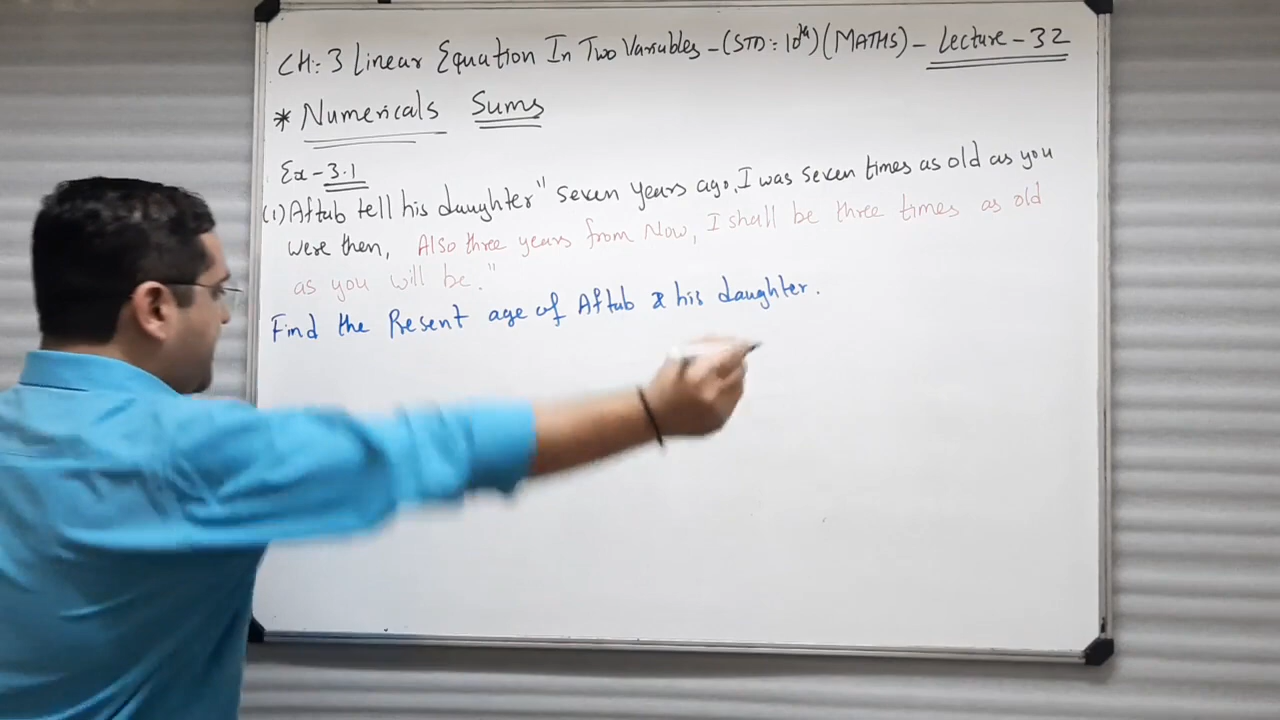 CH: 3 Linear Equation In Two Variables - (STD: 10th) (MATHS) - Lecture - 32
* Numericals Sums
Ex - 3.1
(1) Aftab tell his daughter " Seven years ago, I was seven times as old as you
were then, Also three years from Now, I shall be three times as old
as you will be."
Find the Present age of Aftab & his daughter.